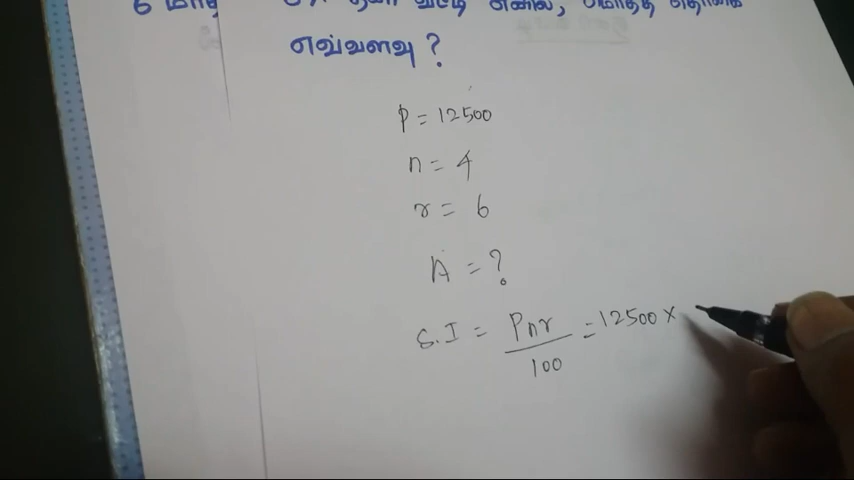 எவ்வளவு?
P = 12500
n = 4
r = 6
A = ?
S.I = Pnr / 100 = 12500 ×